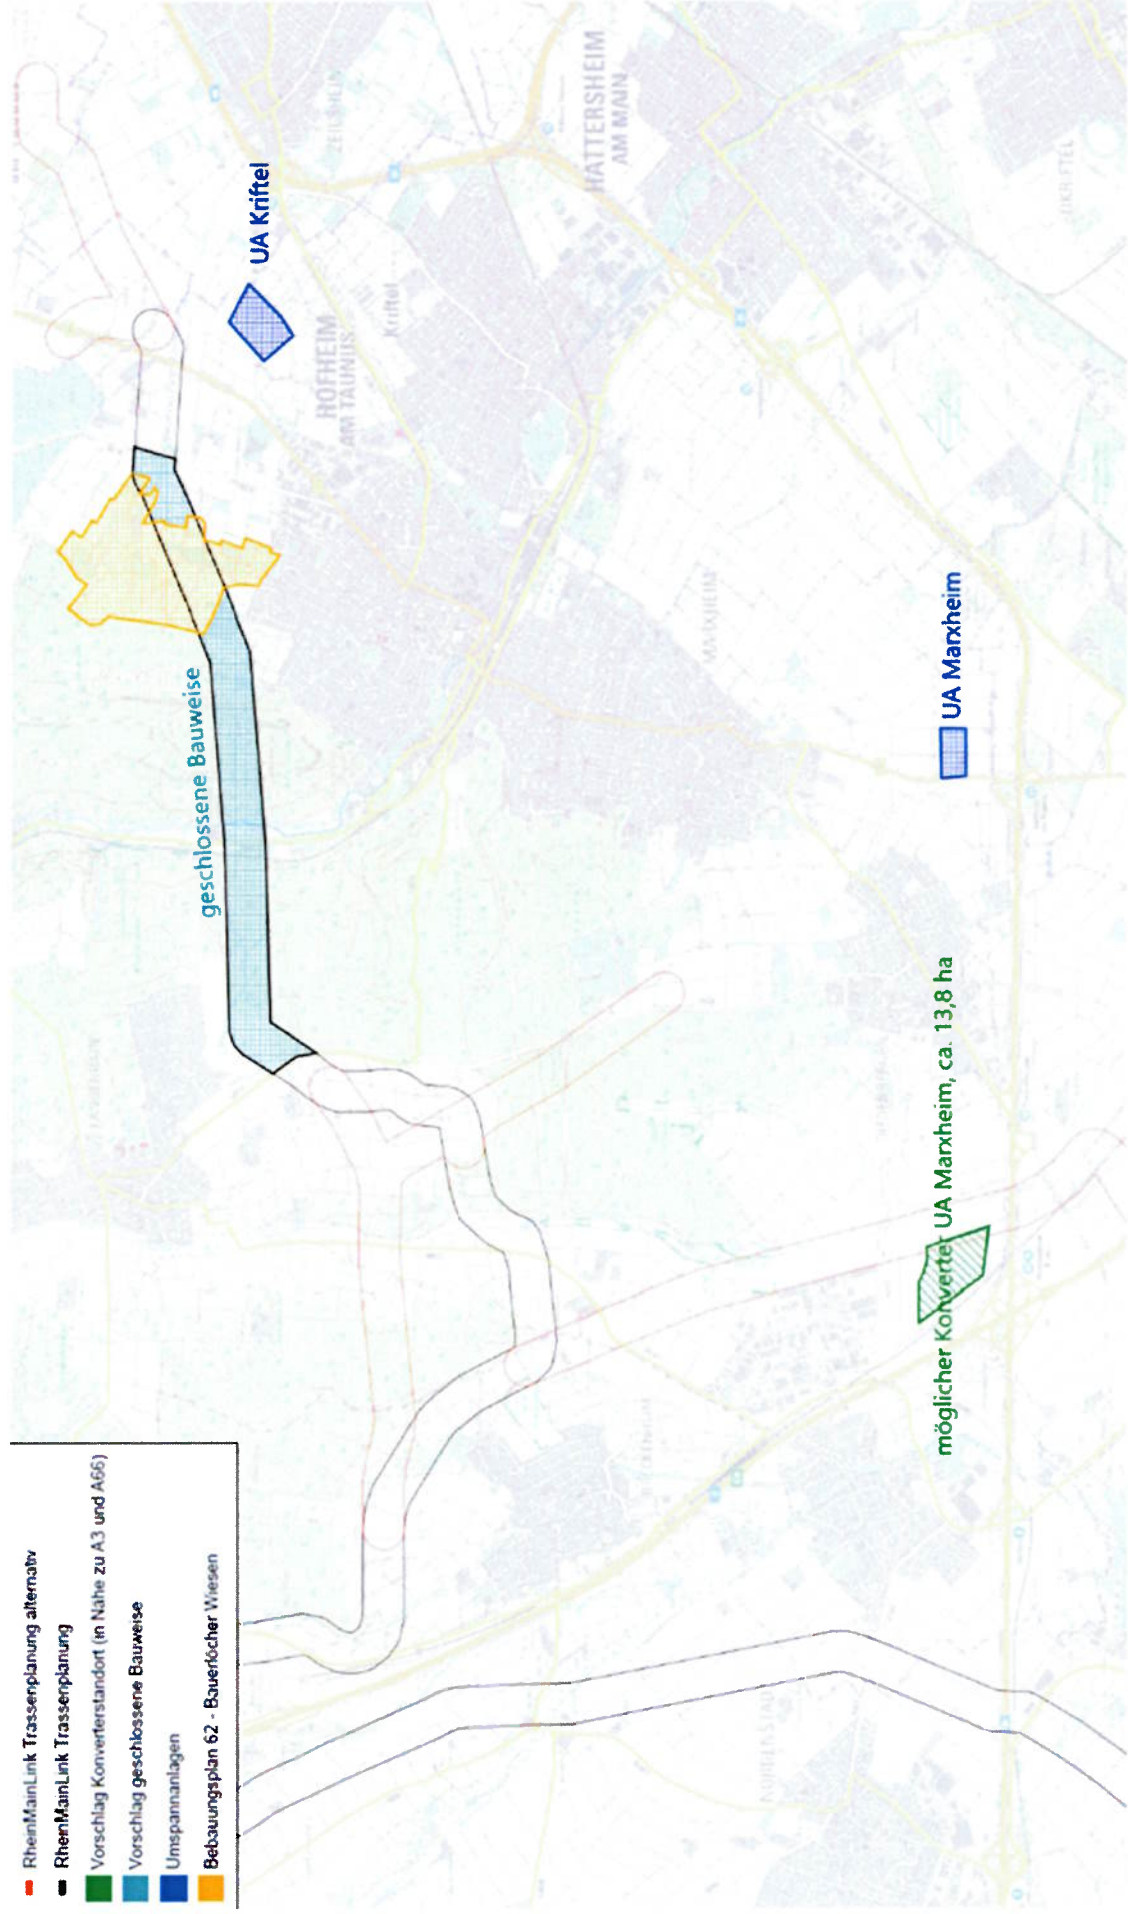 RheinMainLink Trassenplanung alternativ
RheinMainLink Trassenplanung
Vorschlag Konverterstandort (in Nähe zu A3 und A66)
Vorschlag geschlossene Bauweise
Umspannanlagen
Bebauungsplan 62 - Bauerlöcher Wiesen
geschlossene Bauweise
UA Kriftel
HOFHEIM
AM TAUNUS
Kriftel
HATTERSHEIM
AM MAIN
ZEILSHEIM
MARXHEIM
UA Marxheim
möglicher Konverter UA Marxheim, ca. 13,8 ha